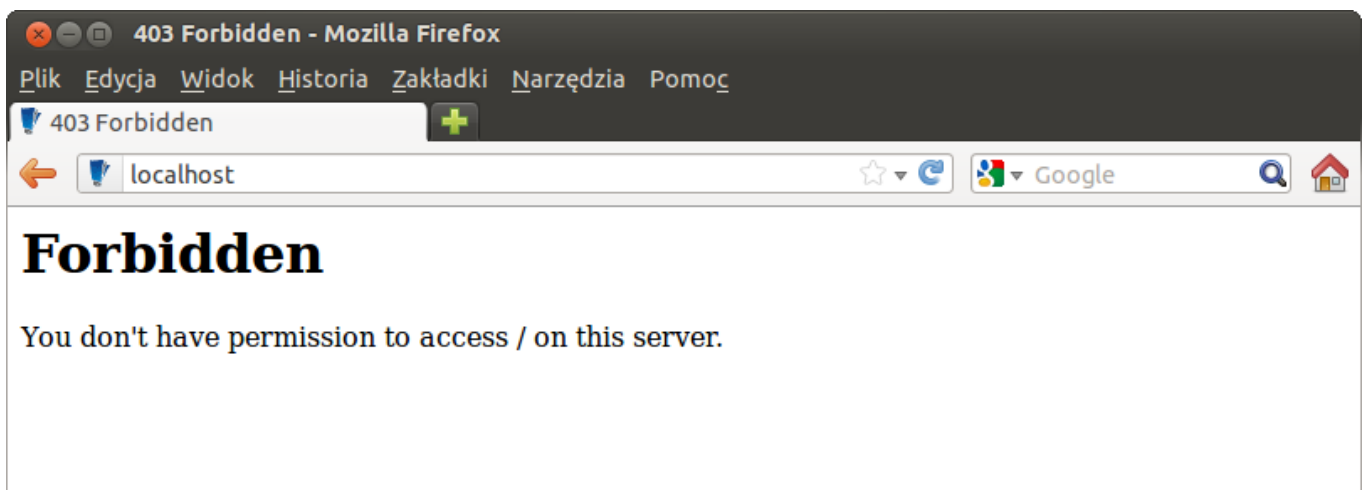 403 Forbidden - Mozilla Firefox
Plik Edycja Widok Historia Zakładki Narzędzia Pomoc
403 Forbidden
localhost Google
Forbidden
You don't have permission to access / on this server.